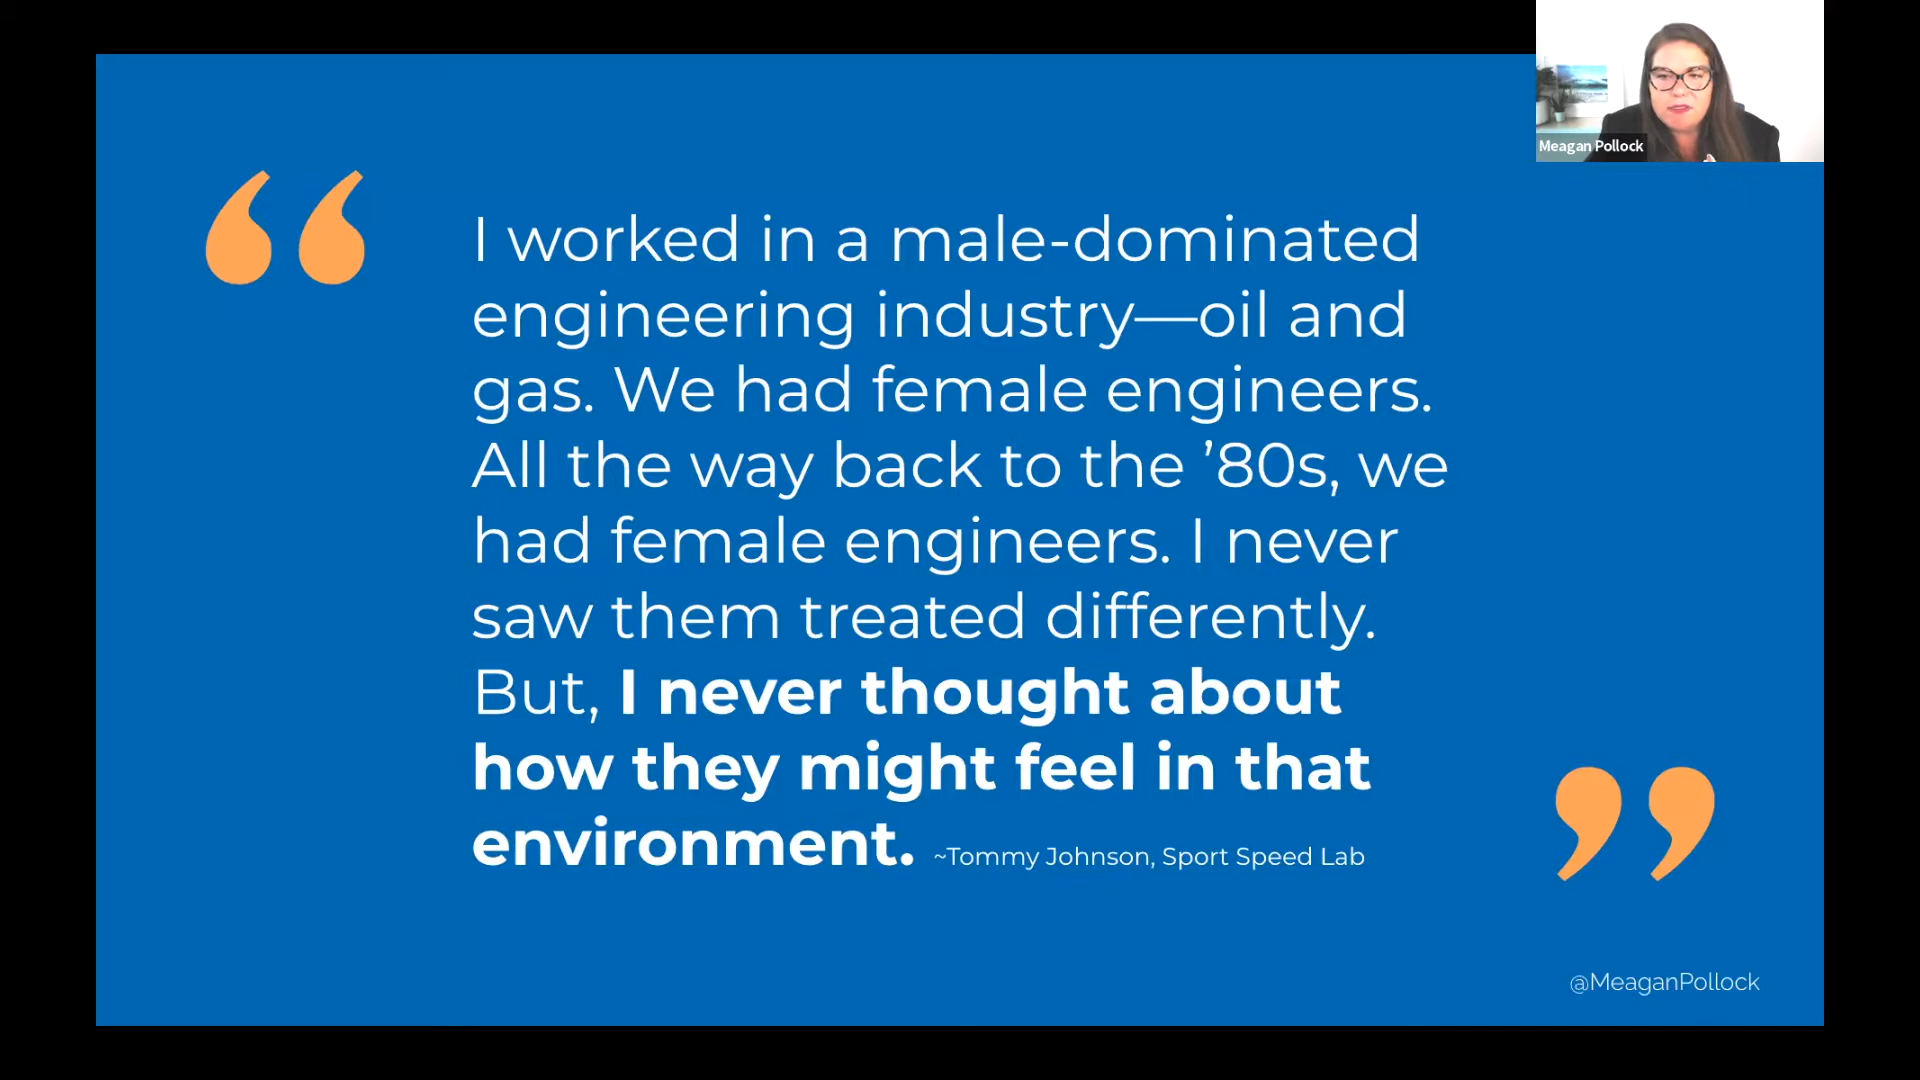 Meagan Pollock
“
I worked in a male-dominated
engineering industry—oil and
gas. We had female engineers.
All the way back to the ’80s, we
had female engineers. I never
saw them treated differently.
But, I never thought about
how they might feel in that
environment. ~Tommy Johnson, Sport Speed Lab
”
@MeaganPollock